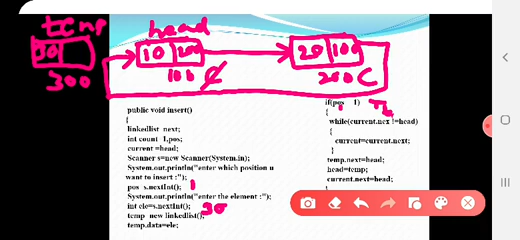 temp
head
10 200
20 100
300
100
200 C
public void insert()
{
linkedlist next;
int count 1,pos;
current =head;
Scanner s=new Scanner(System.in);
System.out.println("enter which position u
want to insert :");
pos s.nextInt(); 1
System.out.println("enter the element :");
int ele=s.nextInt(); 30
temp new linkedlist();
temp.data=ele;
if(pos 1)
{
while(current.nex !=head)
{
current=current.next;
}
temp.next=head;
head=temp;
current.next=head;